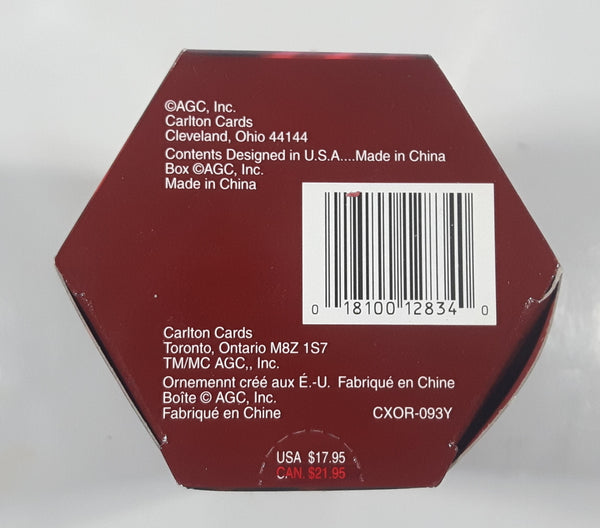 ©AGC, Inc.
Carlton Cards
Cleveland, Ohio 44144
Contents Designed in U.S.A....Made in China
Box ©AGC, Inc.
Made in China
0 18100 12834 0
Carlton Cards
Toronto, Ontario M8Z 1S7
TM/MC AGC,, Inc.
Ornemennt créé aux É.-U. Fabriqué en Chine
Boîte © AGC, Inc.
Fabriqué en Chine CXOR-093Y
USA $17.95
CAN. $21.95